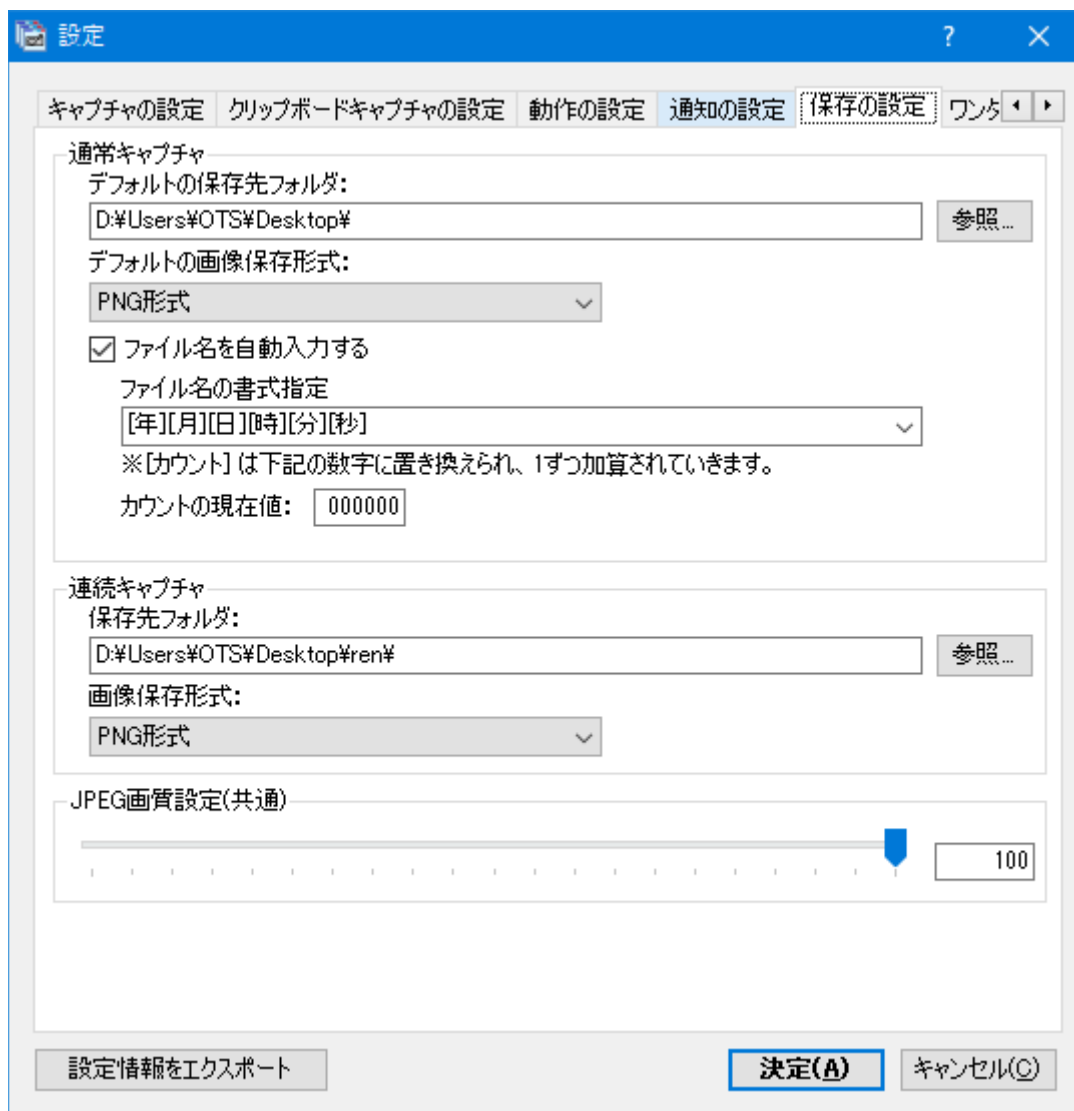 設定
?
キャプチャの設定 クリップボードキャプチャの設定 動作の設定 通知の設定 保存の設定 ワンタ
通常キャプチャ
デフォルトの保存先フォルダ:
D:¥Users¥OTS¥Desktop¥
参照...
デフォルトの画像保存形式:
PNG形式
ファイル名を自動入力する
ファイル名の書式指定
[年][月][日][時][分][秒]
※[カウント] は下記の数字に置き換えられ、1ずつ加算されていきます。
カウントの現在値: 000000
連続キャプチャ
保存先フォルダ:
D:¥Users¥OTS¥Desktop¥ren¥
参照...
画像保存形式:
PNG形式
JPEG画質設定(共通)
100
設定情報をエクスポート 決定(A) キャンセル(C)